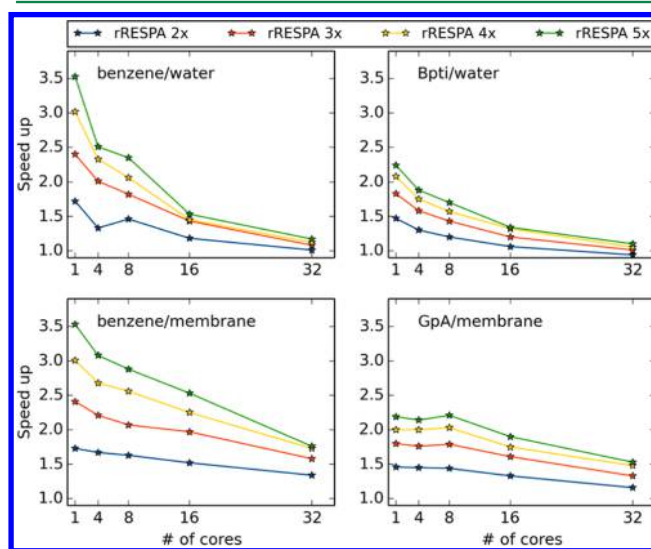 rRESPA 2x rRESPA 3x rRESPA 4x rRESPA 5x
benzene/water
Bpti/water
Speed up
3.5
3.0
2.5
2.0
1.5
1.0
1 4 8 16 32
3.5
3.0
2.5
2.0
1.5
1.0
1 4 8 16 32
benzene/membrane
GpA/membrane
Speed up
3.5
3.0
2.5
2.0
1.5
1.0
1 4 8 16 32
# of cores
3.5
3.0
2.5
2.0
1.5
1.0
1 4 8 16 32
# of cores